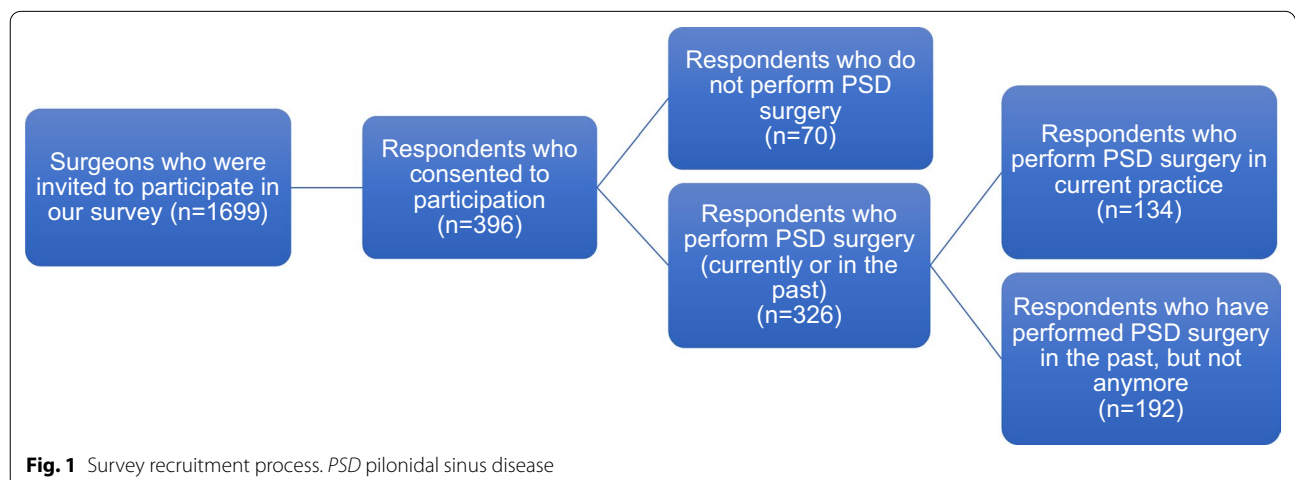 Surgeons who were
invited to participate in
our survey (n=1699)
Respondents who
consented to
participation
(n=396)
Respondents who do
not perform PSD
surgery
(n=70)
Respondents who
perform PSD surgery
(currently or in the
past)
(n=326)
Respondents who
perform PSD surgery in
current practice
(n=134)
Respondents who have
performed PSD surgery
in the past, but not
anymore
(n=192)
Fig. 1 Survey recruitment process. PSD pilonidal sinus disease